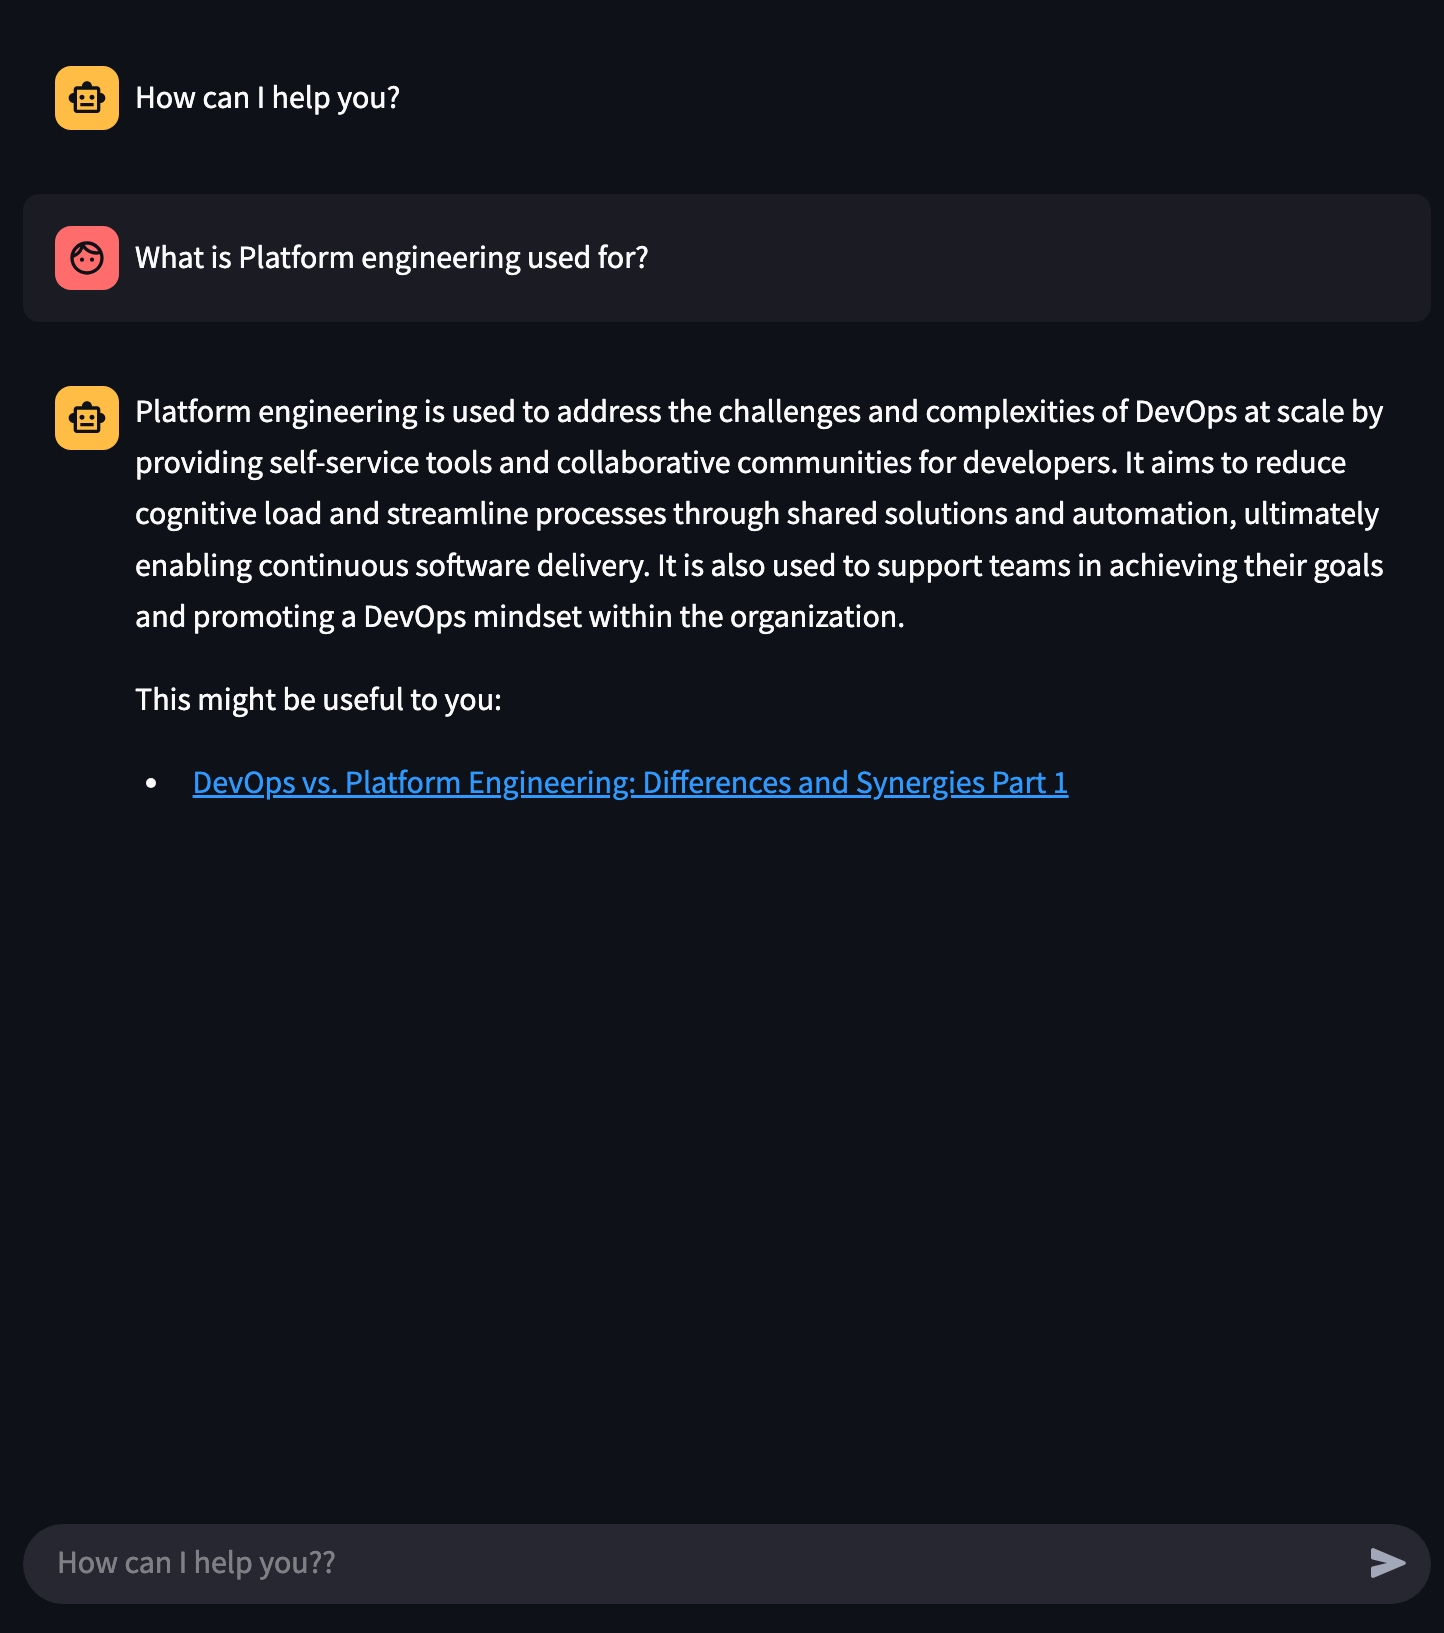 How can I help you?
What is Platform engineering used for?
Platform engineering is used to address the challenges and complexities of DevOps at scale by
providing self-service tools and collaborative communities for developers. It aims to reduce
cognitive load and streamline processes through shared solutions and automation, ultimately
enabling continuous software delivery. It is also used to support teams in achieving their goals
and promoting a DevOps mindset within the organization.
This might be useful to you:
• DevOps vs. Platform Engineering: Differences and Synergies Part 1
How can I help you??